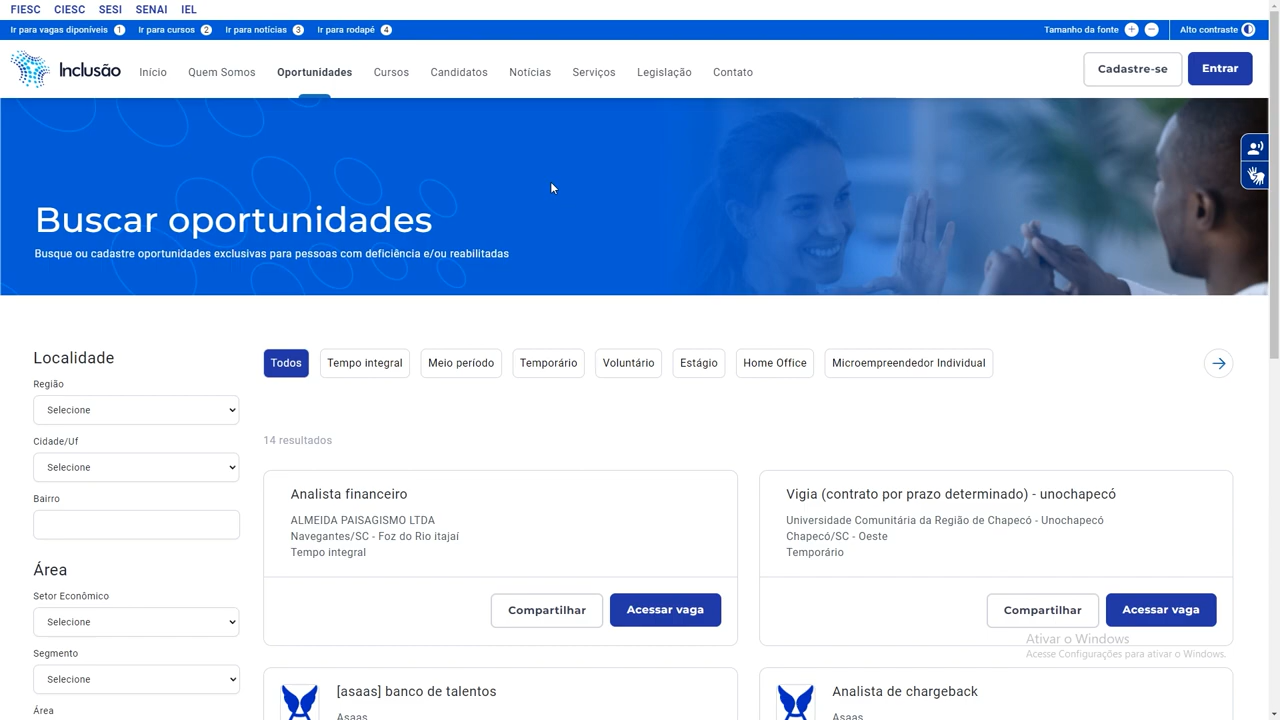 FIESC CIESC SESI SENAI IEL
Ir para vagas diponíveis 1 Ir para cursos 2 Ir para notícias 3 Ir para rodapé 4 Tamanho da fonte + − Alto contraste
Inclusão Início Quem Somos Oportunidades Cursos Candidatos Notícias Serviços Legislação Contato Cadastre-se Entrar
Buscar oportunidades
Busque ou cadastre oportunidades exclusivas para pessoas com deficiência e/ou reabilitadas
Localidade
Região
Selecione
Cidade/Uf
Selecione
Bairro
Área
Setor Econômico
Selecione
Segmento
Selecione
Área
Todos Tempo integral Meio período Temporário Voluntário Estágio Home Office Microempreendedor Individual
14 resultados
Analista financeiro
ALMEIDA PAISAGISMO LTDA
Navegantes/SC - Foz do Rio itajaí
Tempo integral
Compartilhar Acessar vaga
Vigia (contrato por prazo determinado) - unochapecó
Universidade Comunitária da Região de Chapecó - Unochapecó
Chapecó/SC - Oeste
Temporário
Compartilhar Acessar vaga
[asaas] banco de talentos
Asaas
Analista de chargeback
Asaas
Ativar o Windows
Acesse Configurações para ativar o Windows.